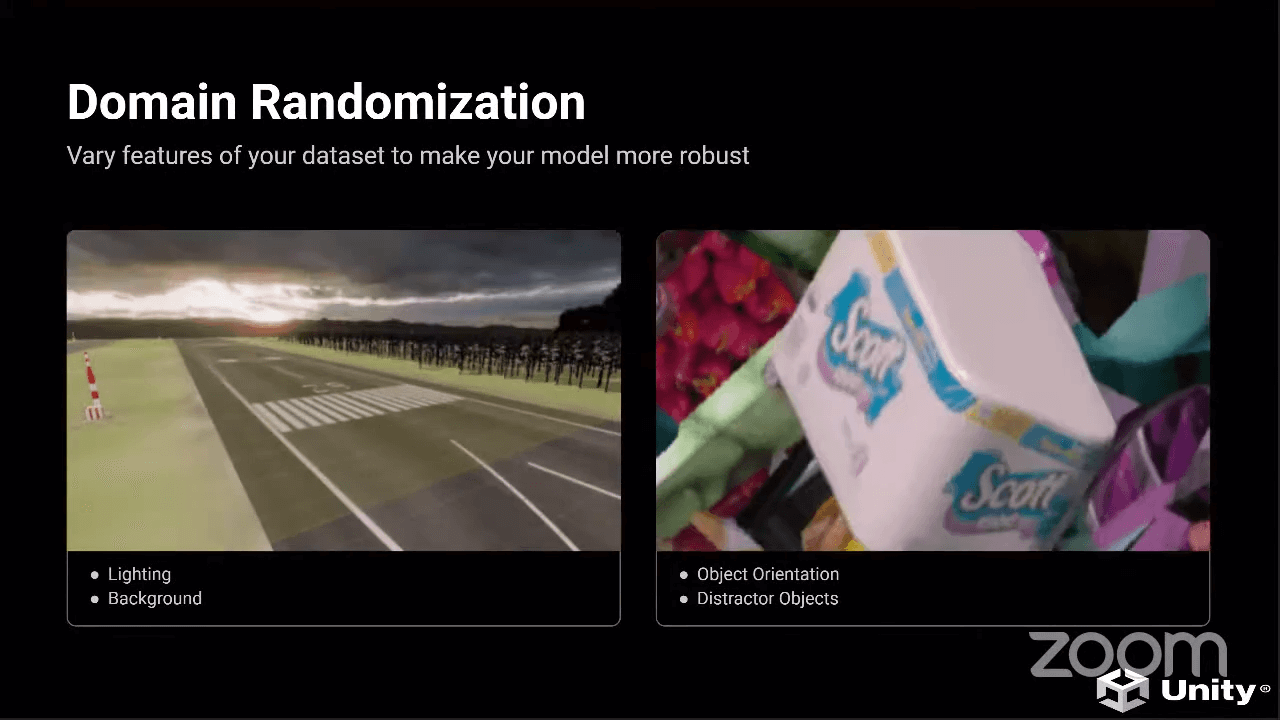 Domain Randomization
Vary features of your dataset to make your model more robust
Scott
Scott
● Lighting
● Background
● Object Orientation
● Distractor Objects
zoom
Unity®